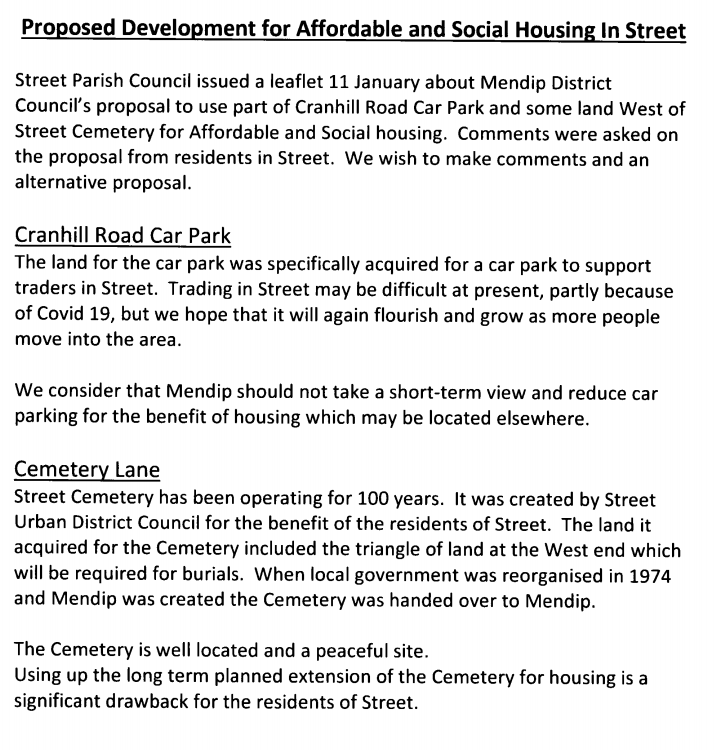 Proposed Development for Affordable and Social Housing In Street
Street Parish Council issued a leaflet 11 January about Mendip District
Council's proposal to use part of Cranhill Road Car Park and some land West of
Street Cemetery for Affordable and Social housing. Comments were asked on
the proposal from residents in Street. We wish to make comments and an
alternative proposal.
Cranhill Road Car Park
The land for the car park was specifically acquired for a car park to support
traders in Street. Trading in Street may be difficult at present, partly because
of Covid 19, but we hope that it will again flourish and grow as more people
move into the area.
We consider that Mendip should not take a short-term view and reduce car
parking for the benefit of housing which may be located elsewhere.
Cemetery Lane
Street Cemetery has been operating for 100 years. It was created by Street
Urban District Council for the benefit of the residents of Street. The land it
acquired for the Cemetery included the triangle of land at the West end which
will be required for burials. When local government was reorganised in 1974
and Mendip was created the Cemetery was handed over to Mendip.
The Cemetery is well located and a peaceful site.
Using up the long term planned extension of the Cemetery for housing is a
significant drawback for the residents of Street.